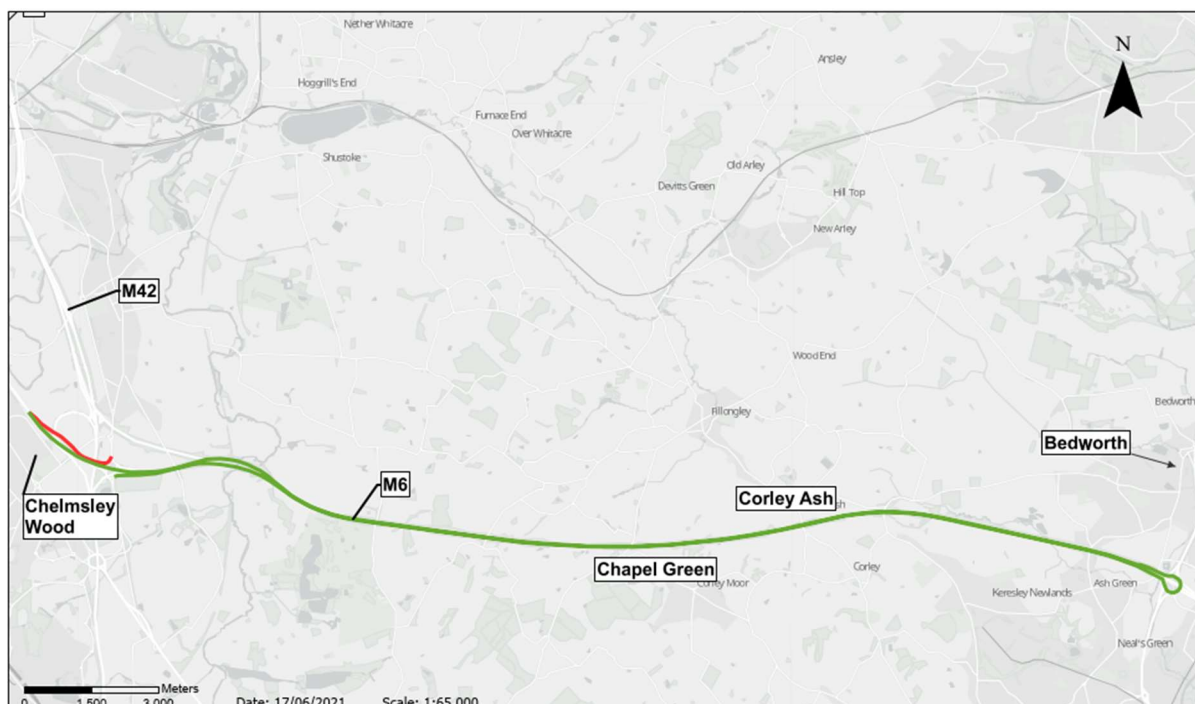 Nether Whitacre
N
Ansley
Hoggrill's End
Furnace End
Over Whitacre
Shustoke
Old Arley
Devitts Green
Hill Top
New Arley
M42
Wood End
Bedworth
Fillongley
Bedworth
M6
Corley Ash
Chelmsley
Wood
Chapel Green
Corley
Corley Moor
Ash Green
Keresley Newlands
Neal's Green
Meters
0 1,500 3,000
Date: 17/06/2021 Scale: 1:65,000